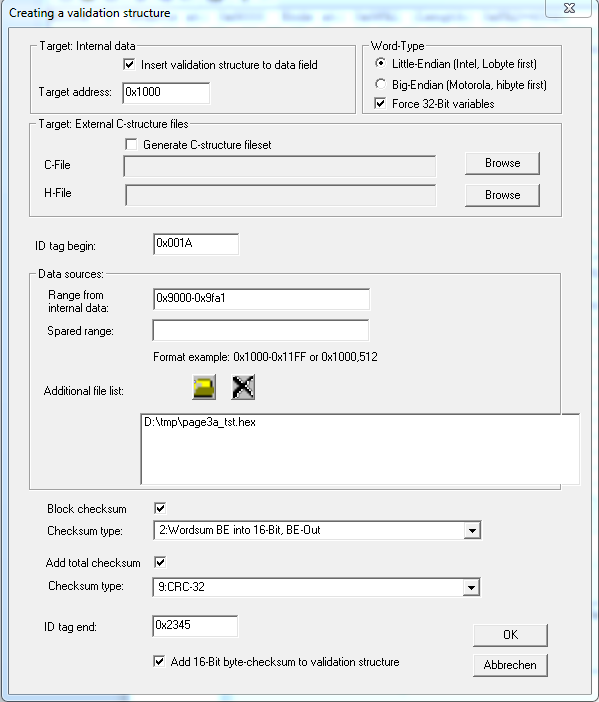 Creating a validation structure
Target: Internal data
Insert validation structure to data field
Target address: 0x1000
Word-Type
Little-Endian (Intel, Lobyte first)
Big-Endian (Motorola, hibyte first)
Force 32-Bit variables
Target: External C-structure files
Generate C-structure fileset
C-File
Browse
H-File
Browse
ID tag begin: 0x001A
Data sources:
Range from
internal data: 0x9000-0x9fa1
Spared range:
Format example: 0x1000-0x11FF or 0x1000,512
Additional file list:
D:\tmp\page3a_tst.hex
Block checksum
Checksum type: 2:Wordsum BE into 16-Bit, BE-Out
Add total checksum
Checksum type: 9:CRC-32
ID tag end: 0x2345
OK
Add 16-Bit byte-checksum to validation structure
Abbrechen